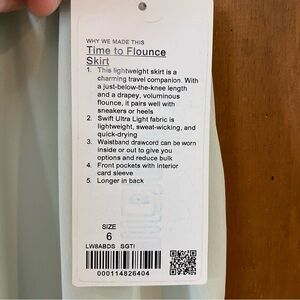 WHY WE MADE THIS
Time to Flounce
Skirt
1. This lightweight skirt is a
charming travel companion. With
a just-below-the-knee length
and a drapey, voluminous
flounce, it pairs well with
sneakers or heels
2. Swift Ultra Light fabric is
lightweight, sweat-wicking, and
quick-drying
3. Waistband drawcord can be worn
inside or out to give you
options and reduce bulk
4. Front pockets with interior
card sleeve
5. Longer in back
SIZE
6
LW8ABDS SGTI
000114826404